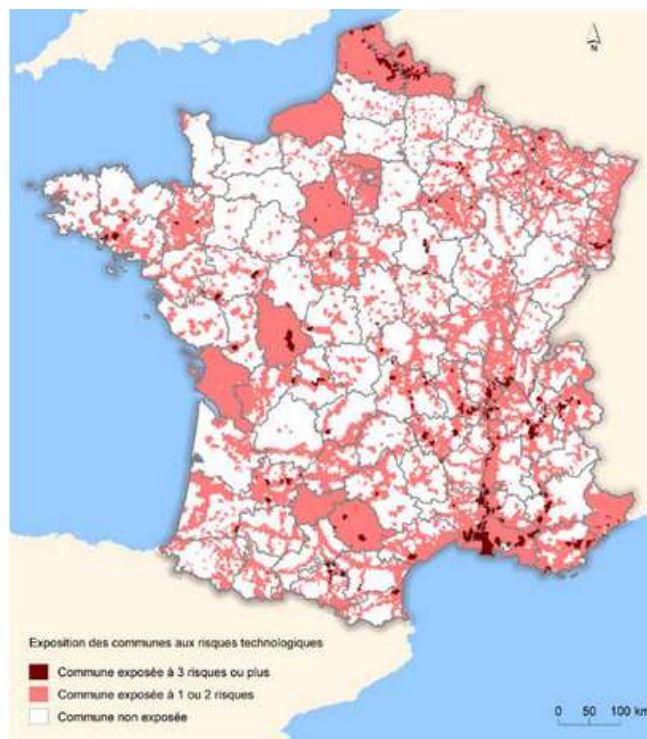 N
Exposition des communes aux risques technologiques
Commune exposée à 3 risques ou plus
Commune exposée à 1 ou 2 risques
Commune non exposée
0 50 100 km